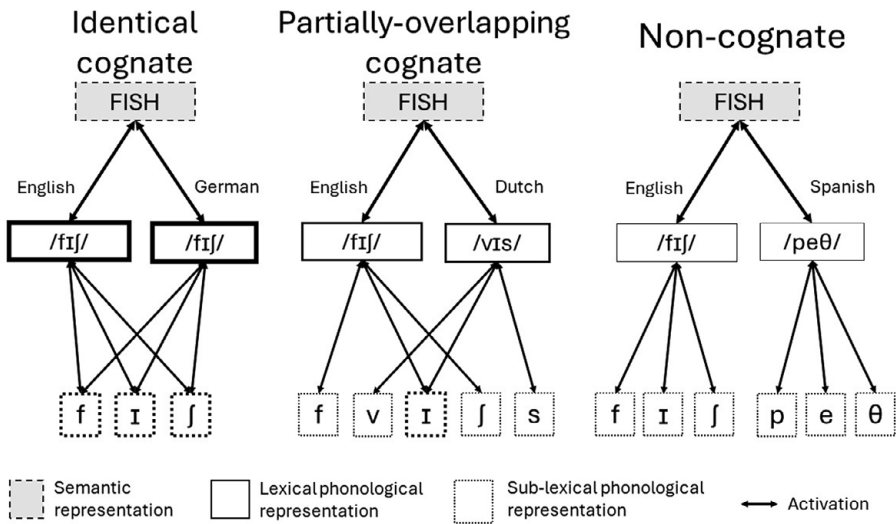 Identical
cognate
Partially-overlapping
cognate
Non-cognate
FISH
FISH
FISH
English
German
English
Dutch
English
Spanish
/fɪʃ/
/fɪʃ/
/fɪʃ/
/vɪs/
/fɪʃ/
/peθ/
f ɪ ʃ
f v ɪ ʃ s
f ɪ ʃ
p e θ
Semantic
representation
Lexical phonological
representation
Sub-lexical phonological
representation
Activation